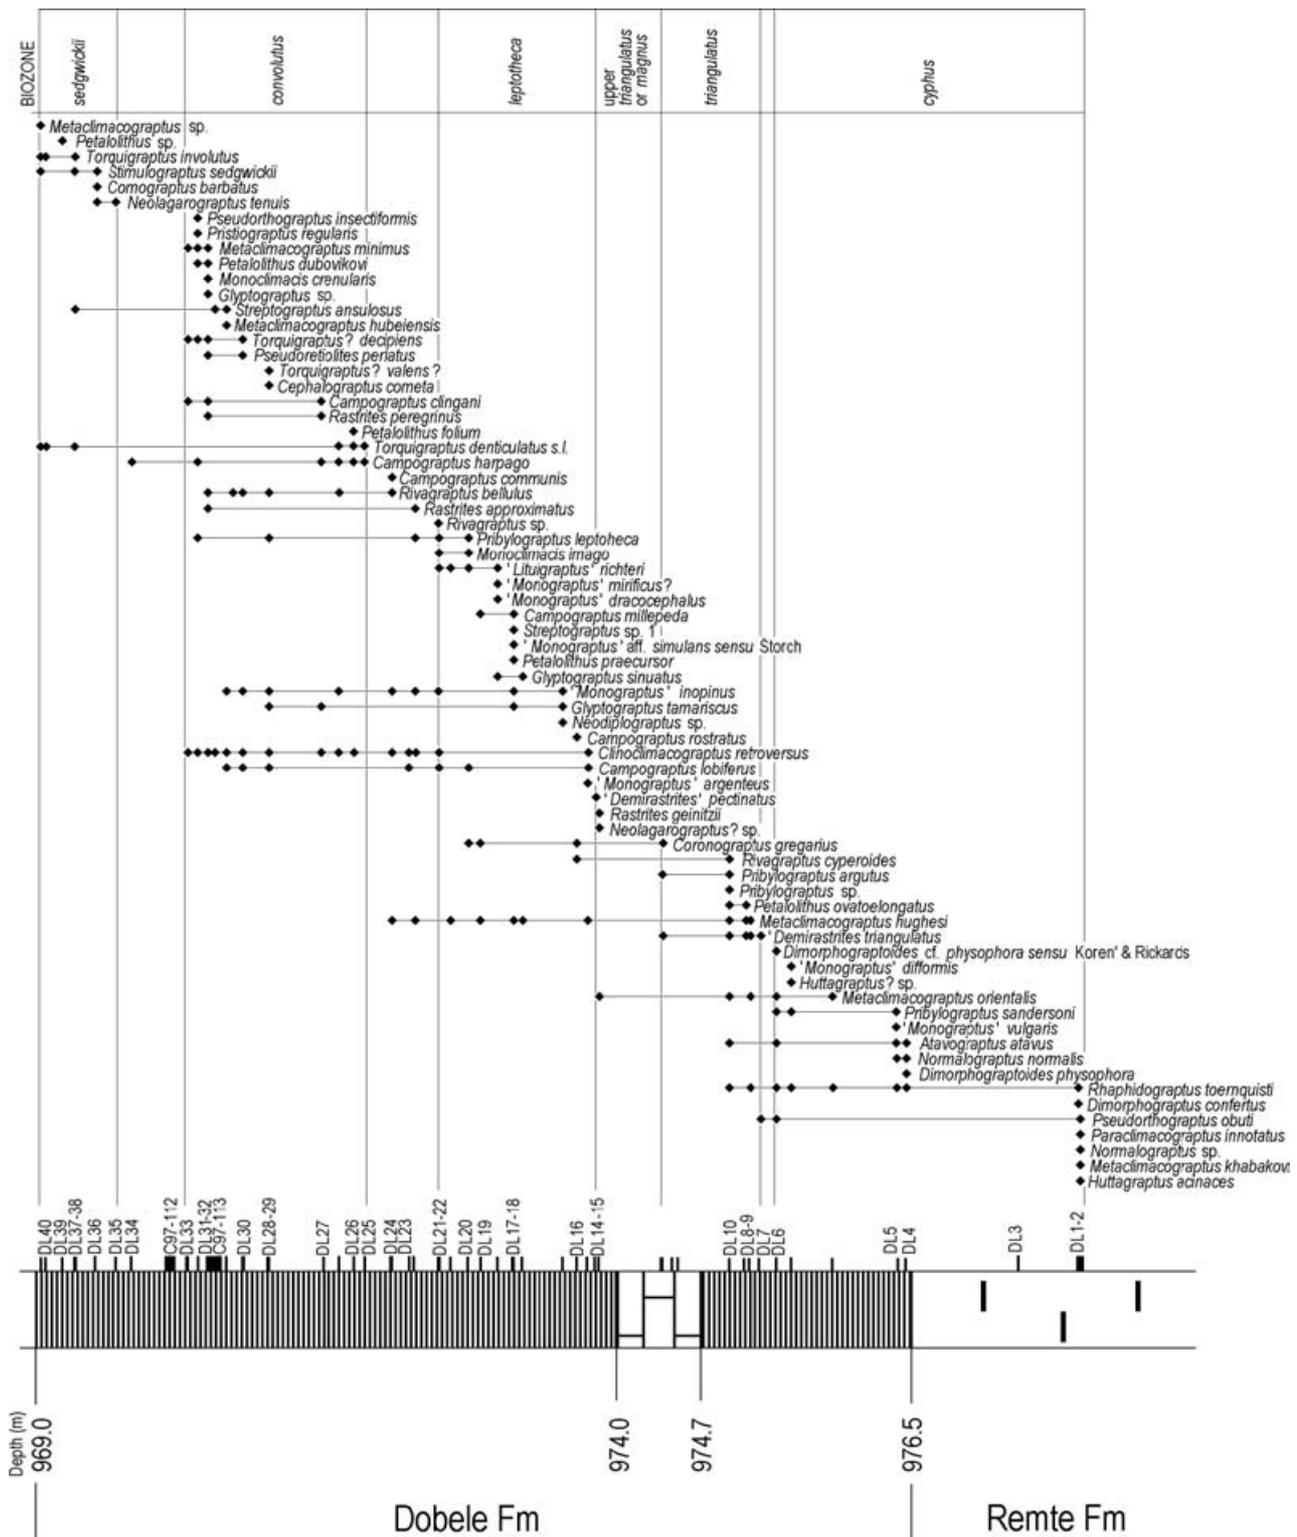 BIOZONE
sedgwickii
convolutus
leptotheca
upper
triangulatus
or magnus
triangulatus
cyphus
Metaclimacograptus sp.
Petalolithus sp.
Torquigraptus involutus
Stimulograptus sedgwickii
Comograptus barbatus
Neolagarograptus tenuis
Pseudorthograptus insectiformis
Pristiograptus regularis
Metaclimacograptus minimus
Petalolithus dubovikovi
Monoclimacis crenularis
Glyptograptus sp.
Streptograptus ansulosus
Metaclimacograptus hubeiensis
Torquigraptus? decipiens
Pseudoretiolites perlatus
Torquigraptus? valens?
Cephalograptus cometa
Campograptus clingani
Rastrites peregrinus
Petalolithus folium
Torquigraptus denticulatus s.l.
Campograptus harpago
Campograptus communis
Rivagraptus bellulus
Rastrites approximatus
Rivagraptus sp.
Pribylograptus leptoheca
Monoclimacis imago
'Lituigraptus' richteri
'Monograptus' mirificus?
'Monograptus' dracocephalus
Campograptus millepeda
Streptograptus sp. 1
'Monograptus' aff. simulans sensu Storch
Petalolithus praecursor
Glyptograptus sinuatus
'Monograptus' inopinus
Glyptograptus tamariscus
Neodiplograptus sp.
Campograptus rostratus
Clinoclimacograptus retroversus
Campograptus lobiferus
'Monograptus' argenteus
'Demirastrites' pectinatus
Rastrites geinitzii
Neolagarograptus? sp.
Coronograptus gregarius
Rivagraptus cyperoides
Pribylograptus argutus
Pribylograptus sp.
Petalolithus ovatoelongatus
Metaclimacograptus hughesi
'Demirastrites triangulatus
Dimorphograptoides cf. physophora sensu Koren' & Rickards
'Monograptus' difformis
Huttagraptus? sp.
Metaclimacograptus orientalis
Pribylograptus sandersoni
'Monograptus' vulgaris
Atavograptus atavus
Normalograptus normalis
Dimorphograptoides physophora
Rhaphidograptus toernquisti
Dimorphograptus confertus
Pseudorthograptus obuti
Paraclimacograptus innotatus
Normalograptus sp.
Metaclimacograptus khabakovi
Huttagraptus acinaces
DL40
DL39
DL37-38
DL36
DL35
DL34
C97-112
DL33
DL31-32
C97-113
DL30
DL28-29
DL27
DL26
DL25
DL24
DL23
DL21-22
DL20
DL19
DL17-18
DL16
DL14-15
DL10
DL8-9
DL7
DL6
DL5
DL4
DL3
DL1-2
Depth (m)
969.0
974.0
974.7
976.5
Dobele Fm
Remte Fm